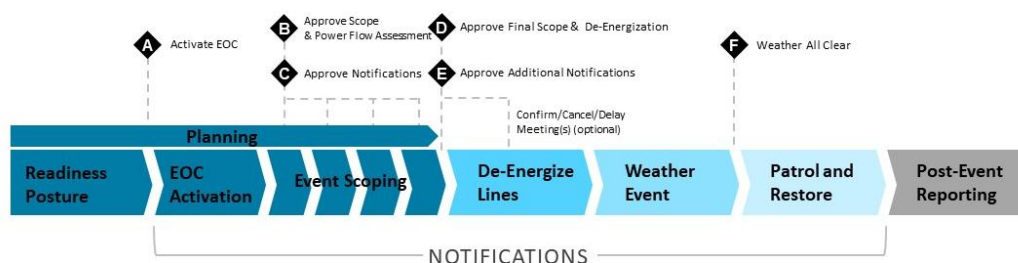 A Activate EOC
B Approve Scope
& Power Flow Assessment
C Approve Notifications
D Approve Final Scope & De-Energization
E Approve Additional Notifications
Confirm/Cancel/Delay
Meeting(s) (optional)
F Weather All Clear
Planning
Readiness
Posture
EOC
Activation
Event Scoping
De-Energize
Lines
Weather
Event
Patrol and
Restore
Post-Event
Reporting
NOTIFICATIONS